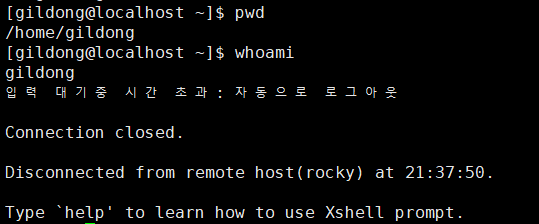 [gildong@localhost ~]$ pwd
/home/gildong
[gildong@localhost ~]$ whoami
gildong
입력 대기중 시간 초과: 자동으로 로그아웃
Connection closed.
Disconnected from remote host(rocky) at 21:37:50.
Type `help' to learn how to use Xshell prompt.